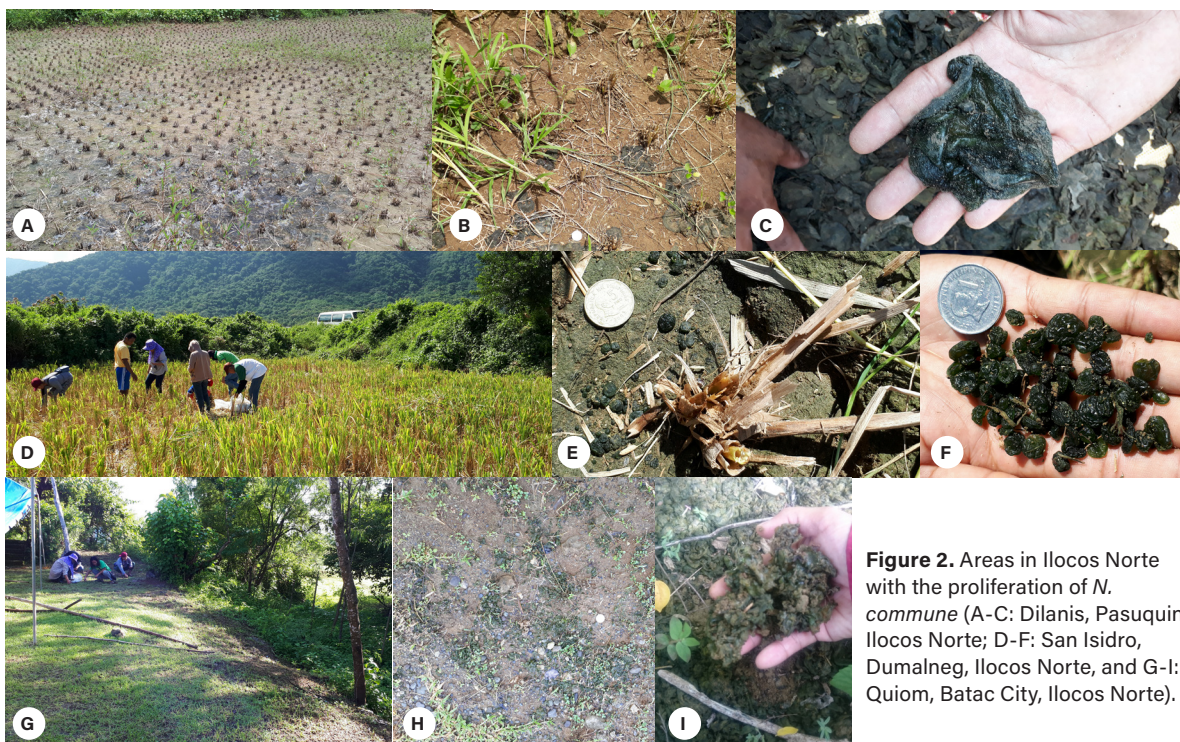 A
B
C
D
E
F
G
H
I
Figure 2. Areas in Ilocos Norte
with the proliferation of N.
commune (A-C: Dilanis, Pasuquin
Ilocos Norte; D-F: San Isidro,
Dumalneg, Ilocos Norte, and G-I:
Quiom, Batac City, Ilocos Norte).